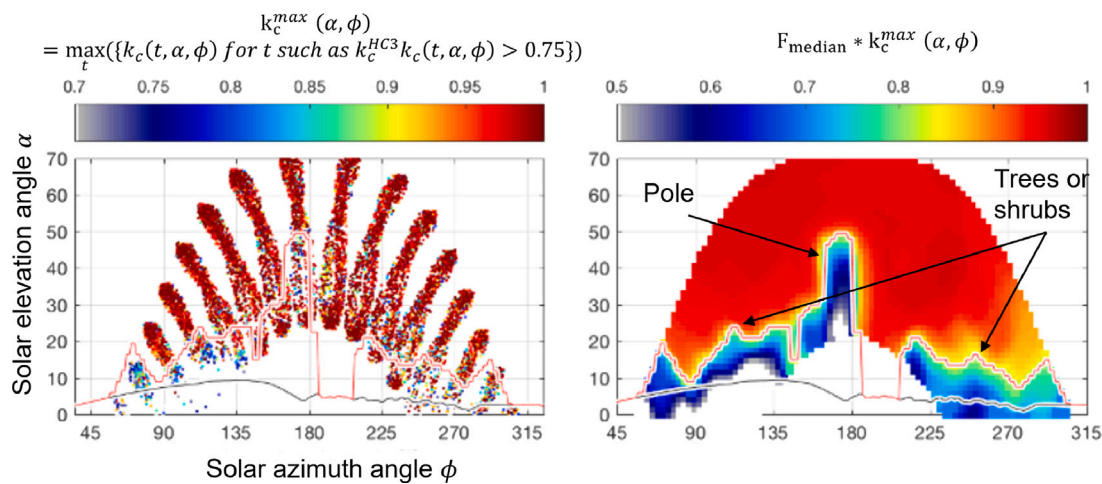 k_c^max (α, ϕ)
= max_t({k_c(t, α, ϕ) for t such as k_c^HC3 k_c(t, α, ϕ) > 0.75})
F_median * k_c^max (α, ϕ)
0.7 0.75 0.8 0.85 0.9 0.95 1
0.5 0.6 0.7 0.8 0.9 1
Solar elevation angle α
70
60
50
40
30
20
10
0
45 90 135 180 225 270 315
70
60
50
40
30
20
10
0
45 90 145 180 225 270 315
Pole
Trees or
shrubs
Solar azimuth angle ϕ